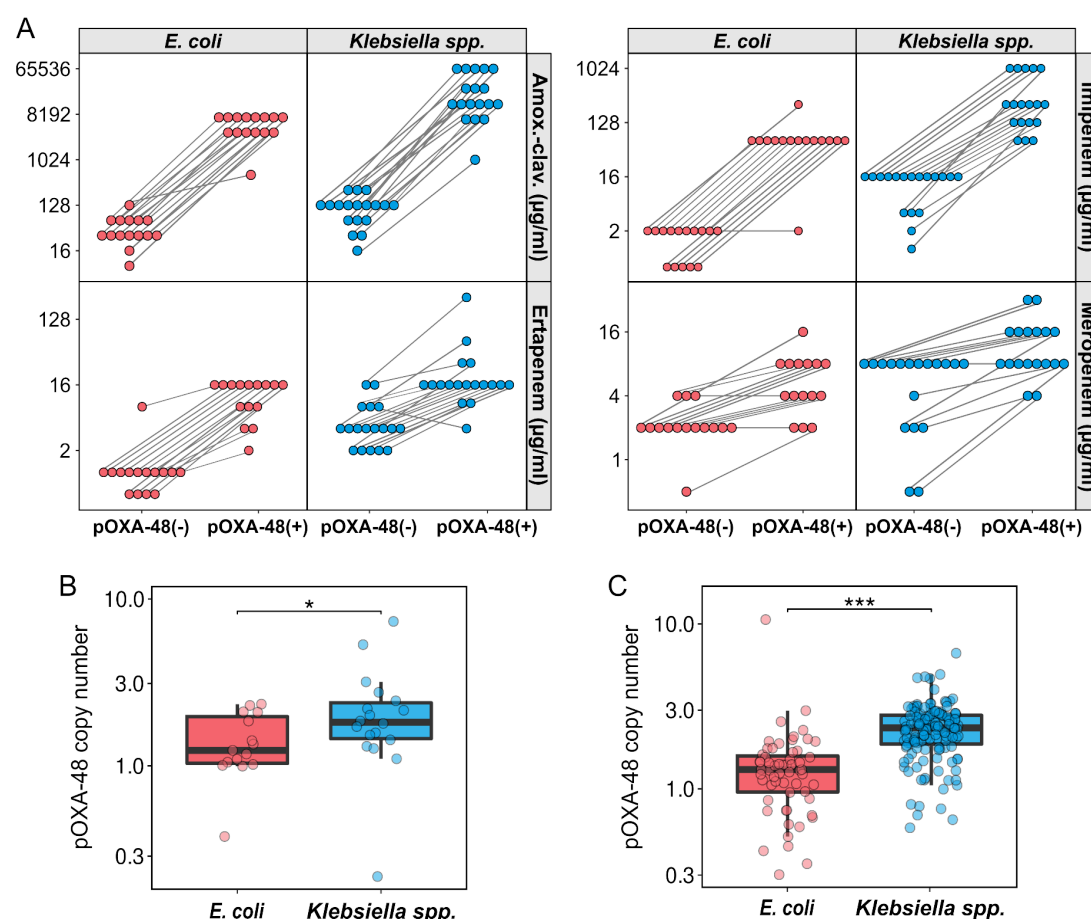 A
E. coli
Klebsiella spp.
65536
8192
1024
128
16
Amox.-clav. (µg/ml)
128
16
2
Ertapenem (µg/ml)
pOXA-48(-)
pOXA-48(+)
pOXA-48(-)
pOXA-48(+)
E. coli
Klebsiella spp.
1024
128
16
2
Imipenem (µg/ml)
16
4
1
Meropenem (µg/ml)
pOXA-48(-)
pOXA-48(+)
pOXA-48(-)
pOXA-48(+)
B
pOXA-48 copy number
10.0
3.0
1.0
0.3
*
E. coli
Klebsiella spp.
C
pOXA-48 copy number
10.0
3.0
1.0
0.3
***
E. coli
Klebsiella spp.